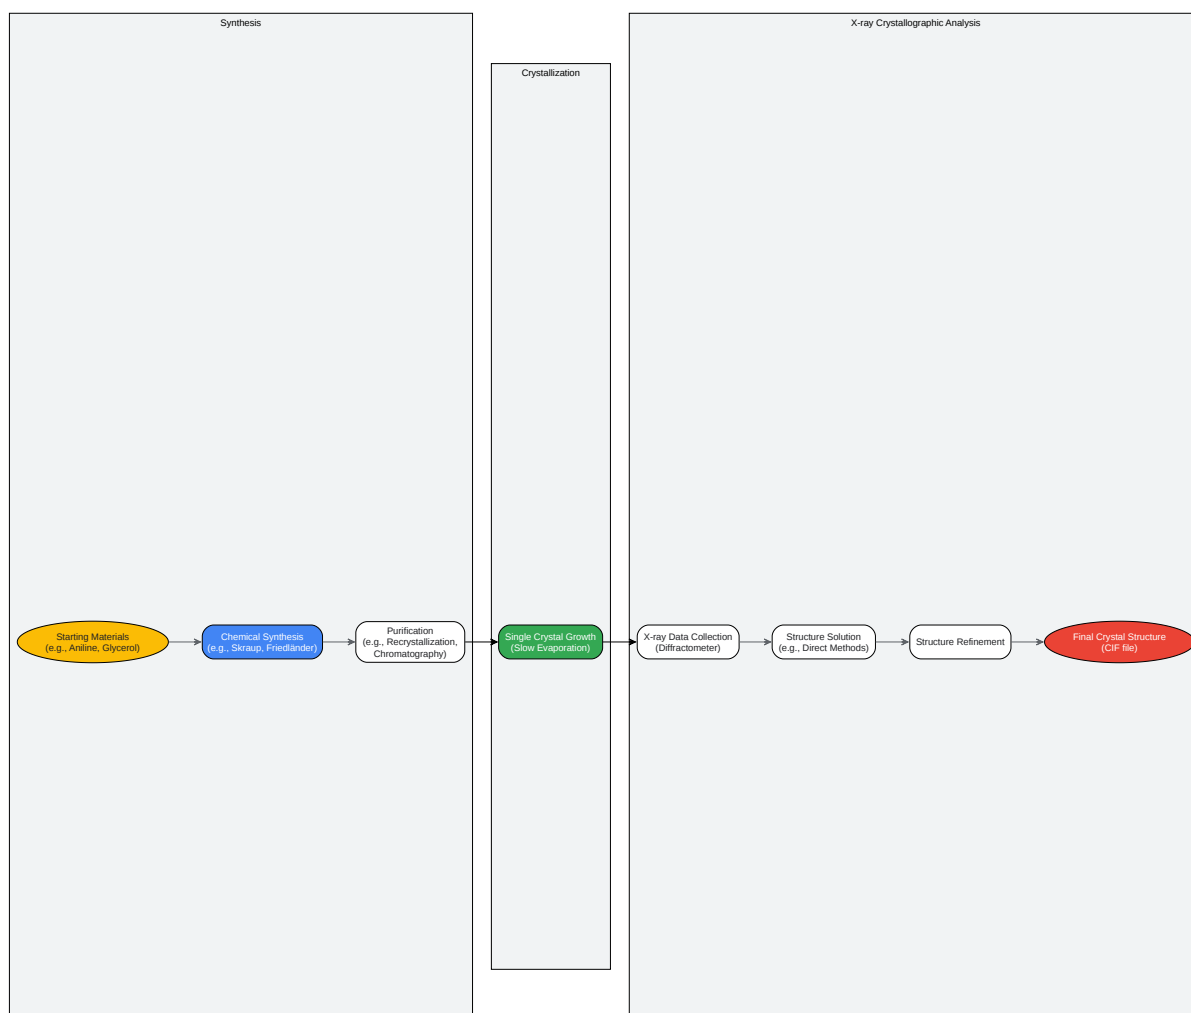 Synthesis
Crystallization
X-ray Crystallographic Analysis
Starting Materials
(e.g., Aniline, Glycerol)
Chemical Synthesis
(e.g., Skraup, Friedländer)
Purification
(e.g., Recrystallization,
Chromatography)
Single Crystal Growth
(Slow Evaporation)
X-ray Data Collection
(Diffractometer)
Structure Solution
(e.g., Direct Methods)
Structure Refinement
Final Crystal Structure
(CIF file)